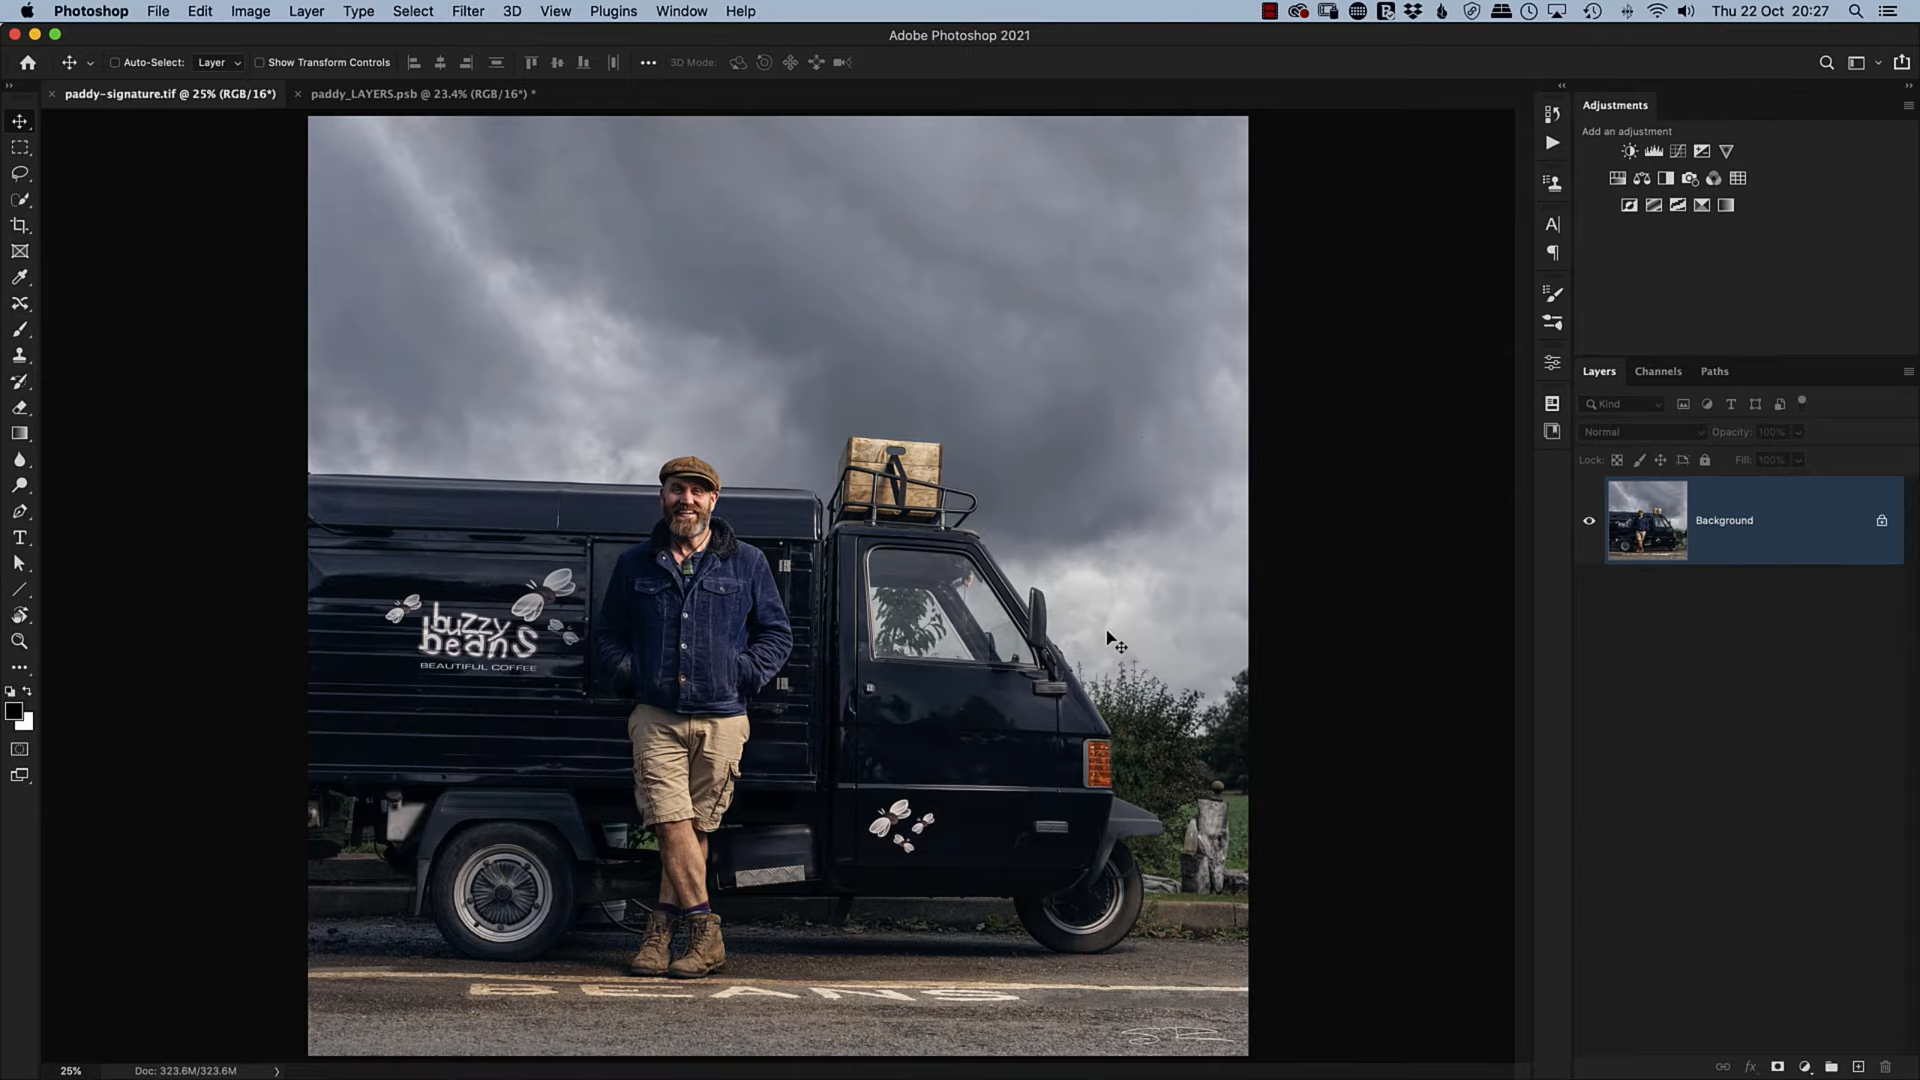 Photoshop File Edit Image Layer Type Select Filter 3D View Plugins Window Help Thu 22 Oct 20:27
Adobe Photoshop 2021
Auto-Select: Layer Show Transform Controls 3D Mode:
paddy-signature.tif @ 25% (RGB/16*) paddy_LAYERS.psb @ 23.4% (RGB/16*) *
Adjustments
Add an adjustment
Layers Channels Paths
Kind
Normal Opacity: 100%
Lock: Fill: 100%
Background
buzzy
beans
BEAUTIFUL COFFEE
BEANS
25% Doc: 323.6M/323.6M